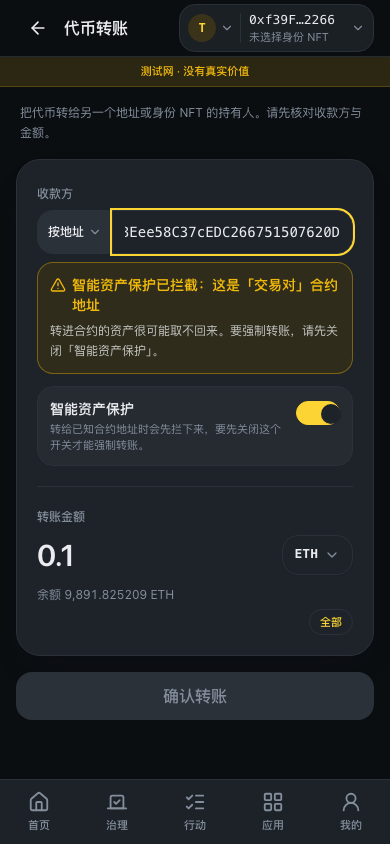 代币转账
T
0xf39F…2266
未选择身份 NFT
测试网 · 没有真实价值
把代币转给另一个地址或身份 NFT 的持有人。请先核对收款方与
金额。
收款方
按地址
3Eee58C37cEDC266751507620D
智能资产保护已拦截：这是「交易对」合约
地址
转进合约的资产很可能取不回来。要强制转账，请先关
闭「智能资产保护」。
智能资产保护
转给已知合约地址时会先拦下来，要先关闭这个
开关才能强制转账。
转账金额
0.1
ETH
余额 9,891.825209 ETH
全部
确认转账
首页
治理
行动
应用
我的